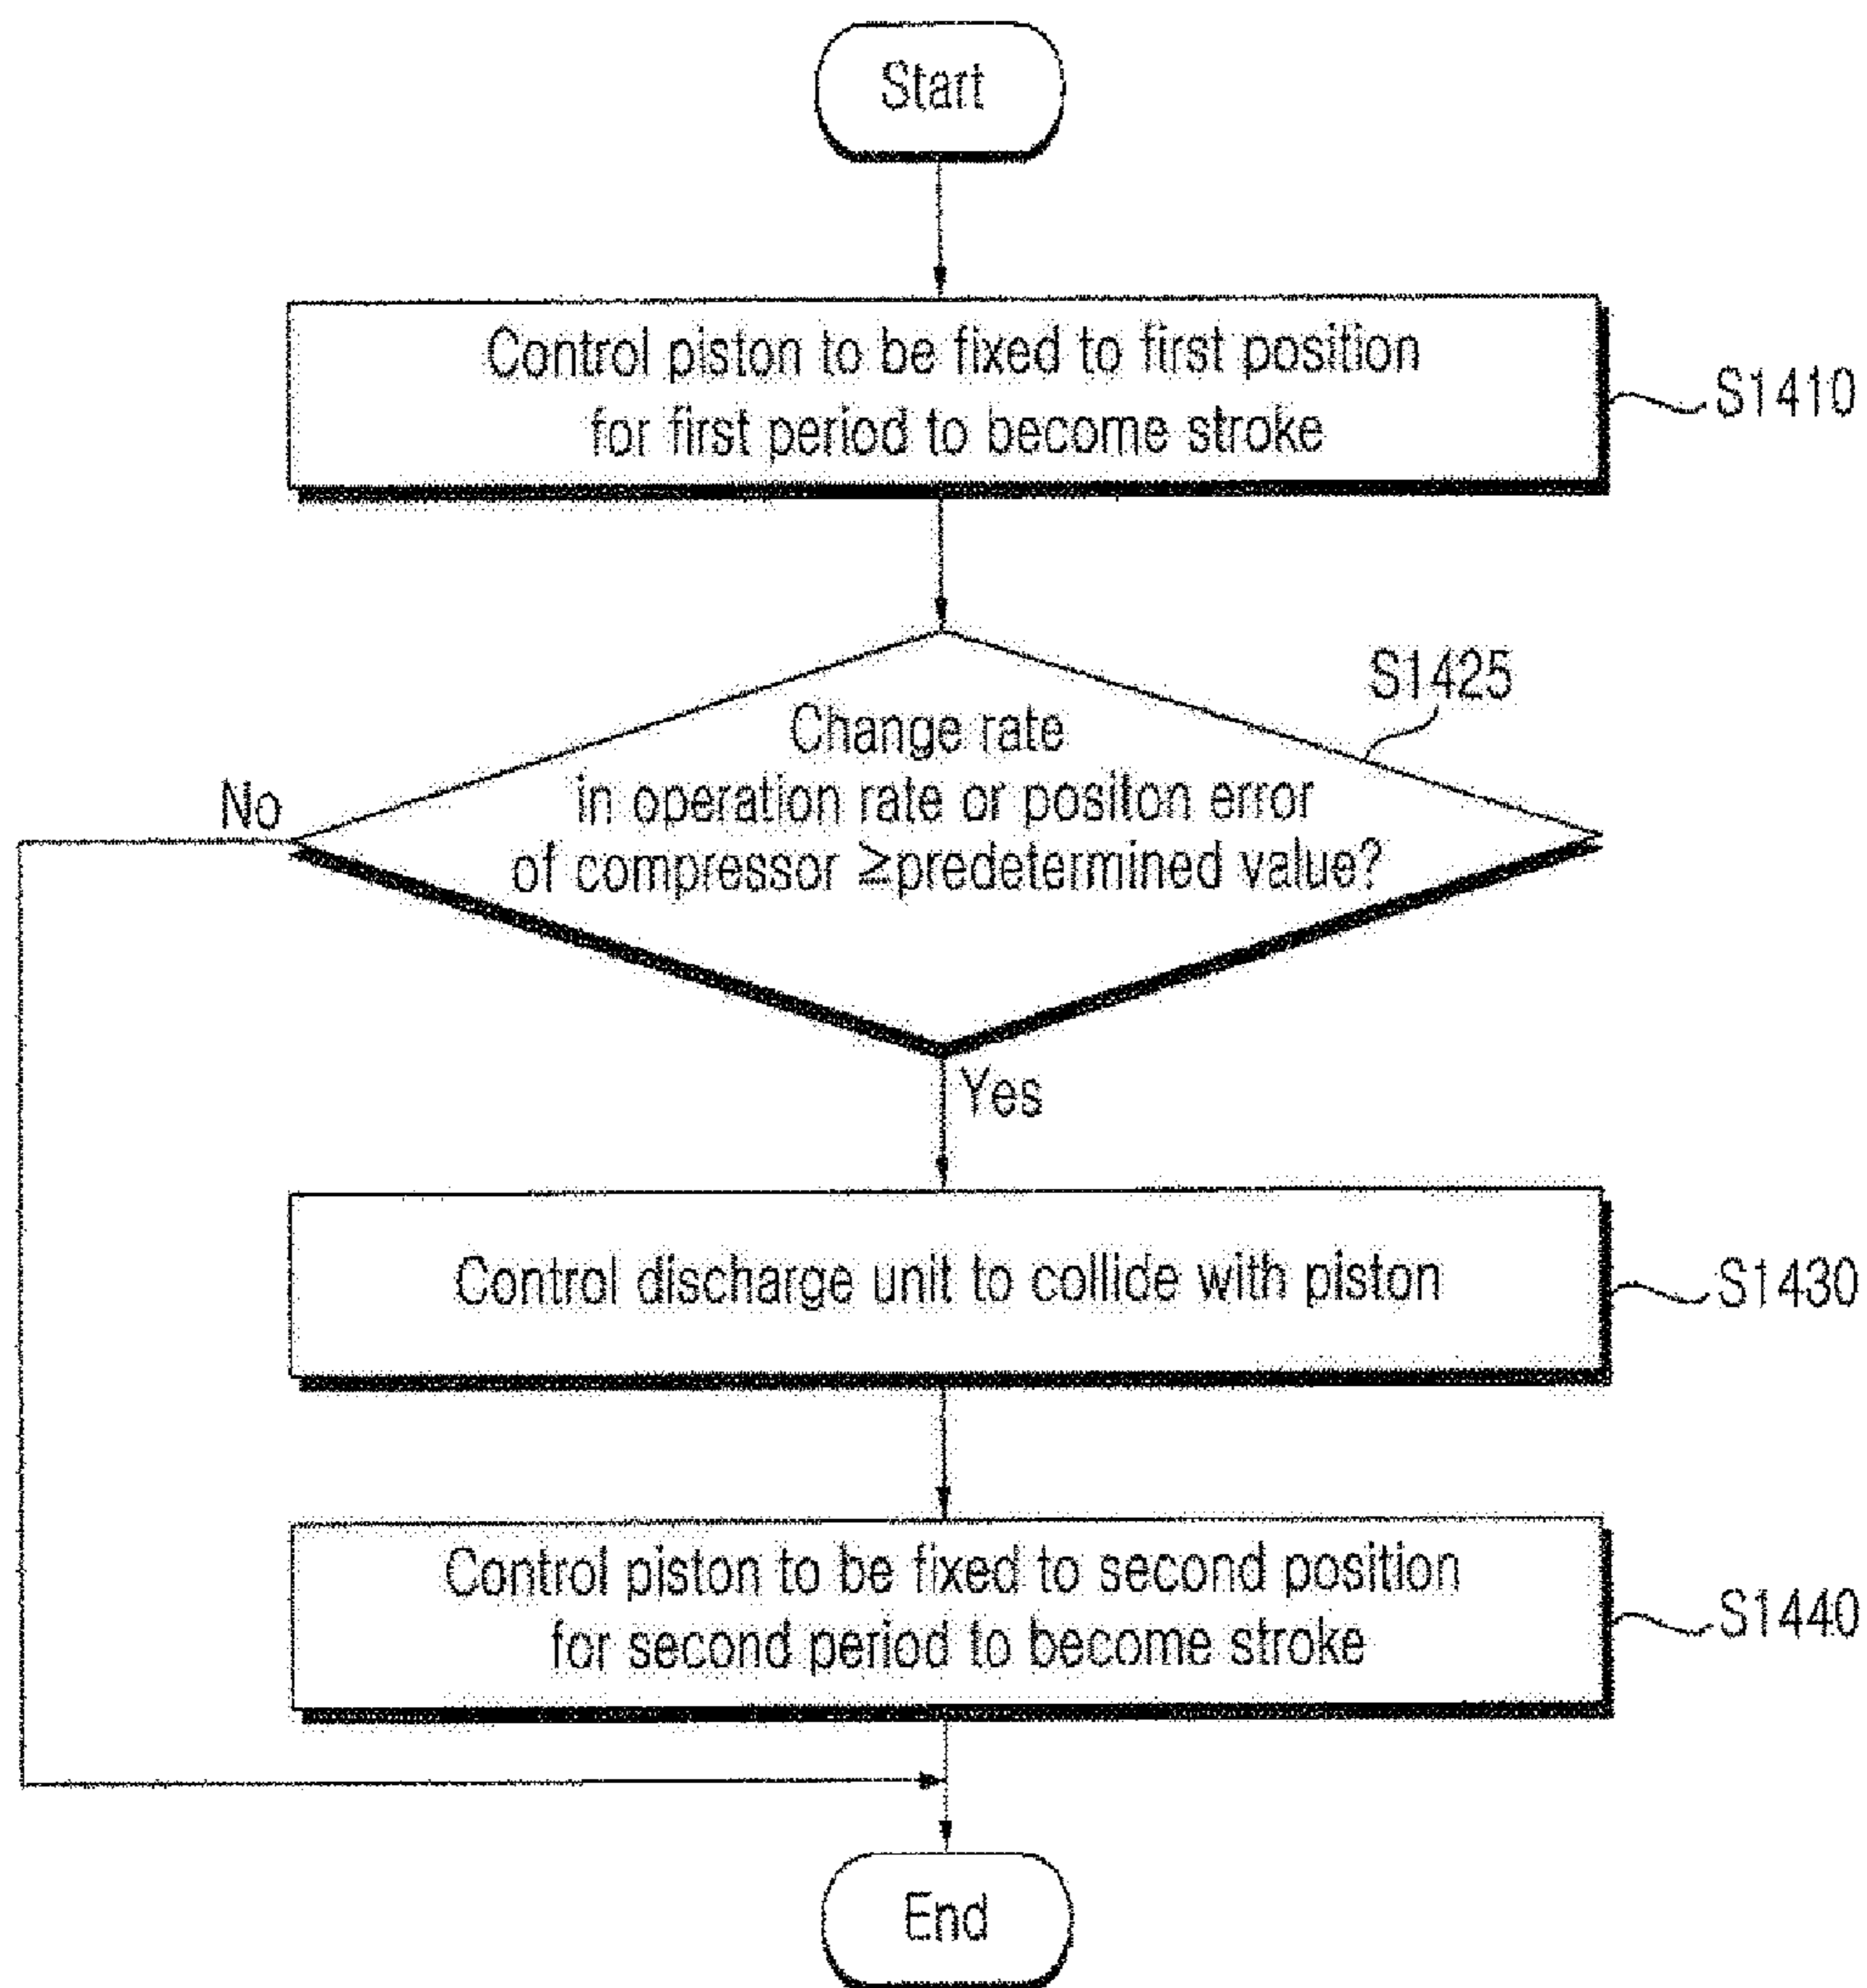 Start
Control piston to be fixed to first position
for first period to become stroke
S1410
S1425
Change rate
in operation rate or positon error
of compressor ≧predetermined value?
No
Yes
Control discharge unit to collide with piston
S1430
Control piston to be fixed to second position
for second period to become stroke
S1440
End